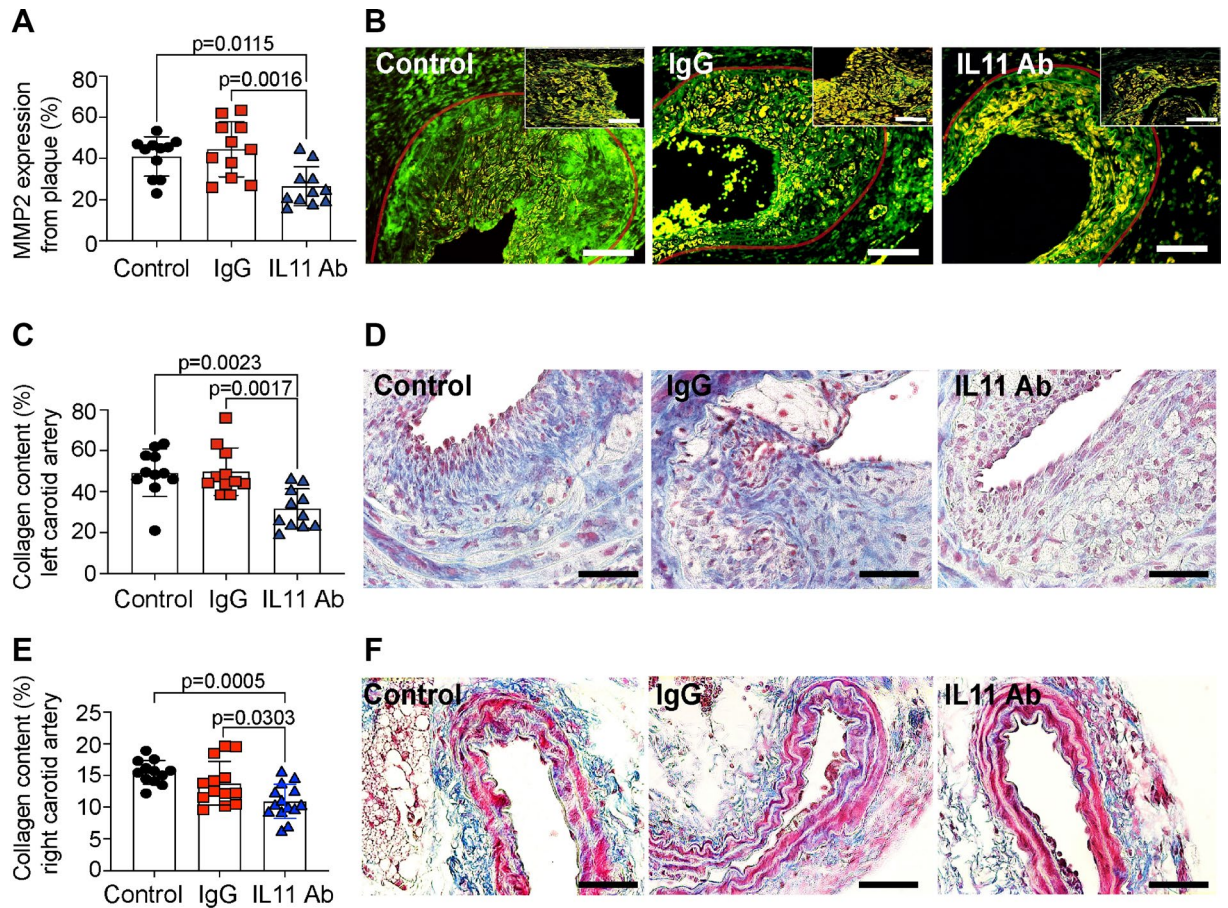 A
p=0.0115
p=0.0016
MMP2 expression
from plaque (%)
80
60
40
20
0
Control IgG IL11 Ab
B
Control
IgG
IL11 Ab
C
p=0.0023
p=0.0017
Collagen content (%)
left carotid artery
80
60
40
20
0
Control IgG IL11 Ab
D
Control
IgG
IL11 Ab
E
p=0.0005
p=0.0303
Collagen content (%)
right carotid artery
25
20
15
10
5
0
Control IgG IL11 Ab
F
Control
IgG
IL11 Ab